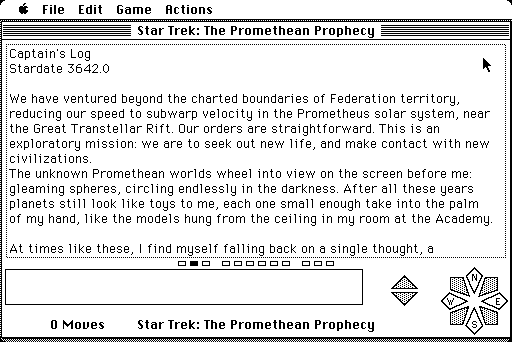 File Edit Game Actions
Star Trek: The Promethean Prophecy
Captain's Log
Stardate 3642.0
We have ventured beyond the charted boundaries of Federation territory,
reducing our speed to subwarp velocity in the Prometheus solar system, near
the Great Transtellar Rift. Our orders are straightforward. This is an
exploratory mission: we are to seek out new life, and make contact with new
civilizations.
The unknown Promethean worlds wheel into view on the screen before me:
gleaming spheres, circling endlessly in the darkness. After all these years
planets still look like toys to me, each one small enough take into the palm
of my hand, like the models hung from the ceiling in my room at the Academy.
At times like these, I find myself falling back on a single thought, a
N
W E
S
0 Moves Star Trek: The Promethean Prophecy